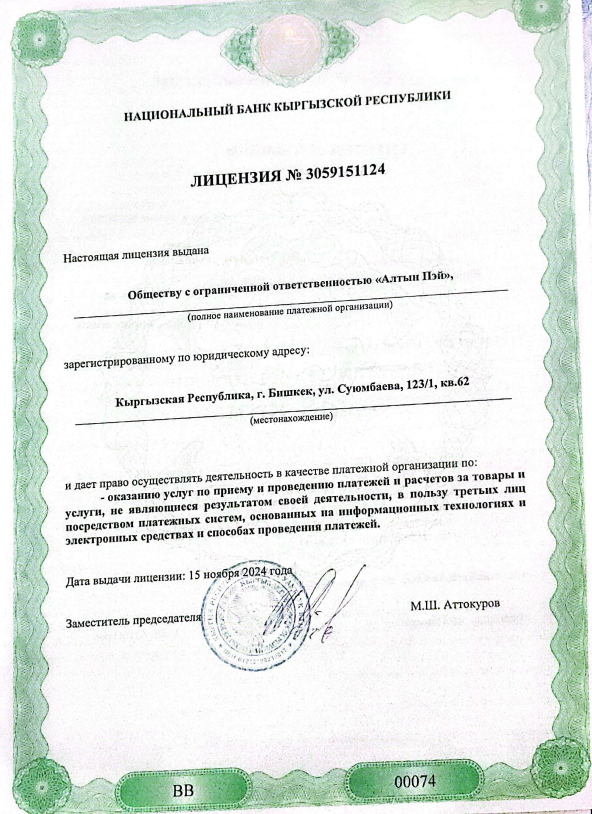 НАЦИОНАЛЬНЫЙ БАНК КЫРГЫЗСКОЙ РЕСПУБЛИКИ
ЛИЦЕНЗИЯ № 3059151124
Настоящая лицензия выдана
Обществу с ограниченной ответственностью «Алтын Пэй»,
(полное наименование платежной организации)
зарегистрированному по юридическому адресу:
Кыргызская Республика, г. Бишкек, ул. Суюмбаева, 123/1, кв.62
(местонахождение)
и дает право осуществлять деятельность в качестве платежной организации по:
- оказанию услуг по приему и проведению платежей и расчетов за товары и
услуги, не являющиеся результатом своей деятельности, в пользу третьих лиц
посредством платежных систем, основанных на информационных технологиях и
электронных средствах и способах проведения платежей.
Дата выдачи лицензии: 15 ноября 2024 года
Заместитель председателя
М.Ш. Аттокуров
ВВ
00074